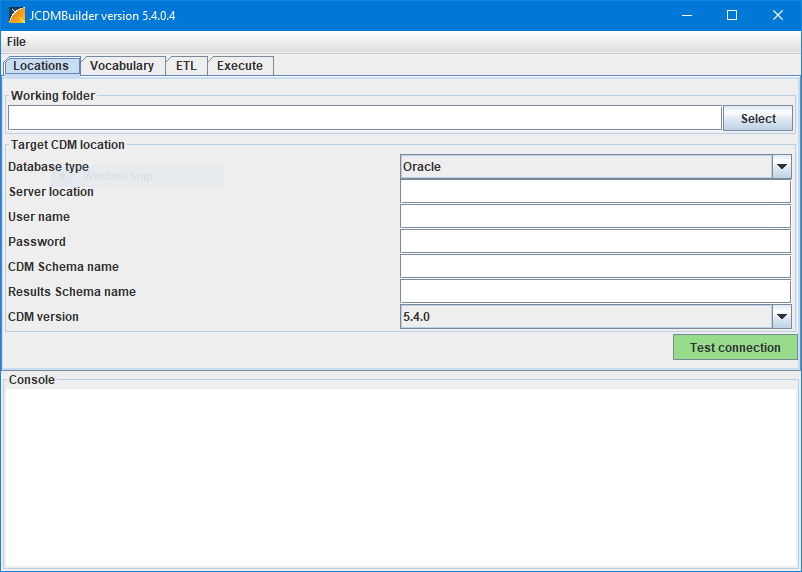 JCDMBuilder version 5.4.0.4
File
Locations Vocabulary ETL Execute
Working folder
Select
Target CDM location
Database type Oracle
Window Snip
Server location
User name
Password
CDM Schema name
Results Schema name
CDM version 5.4.0
Test connection
Console